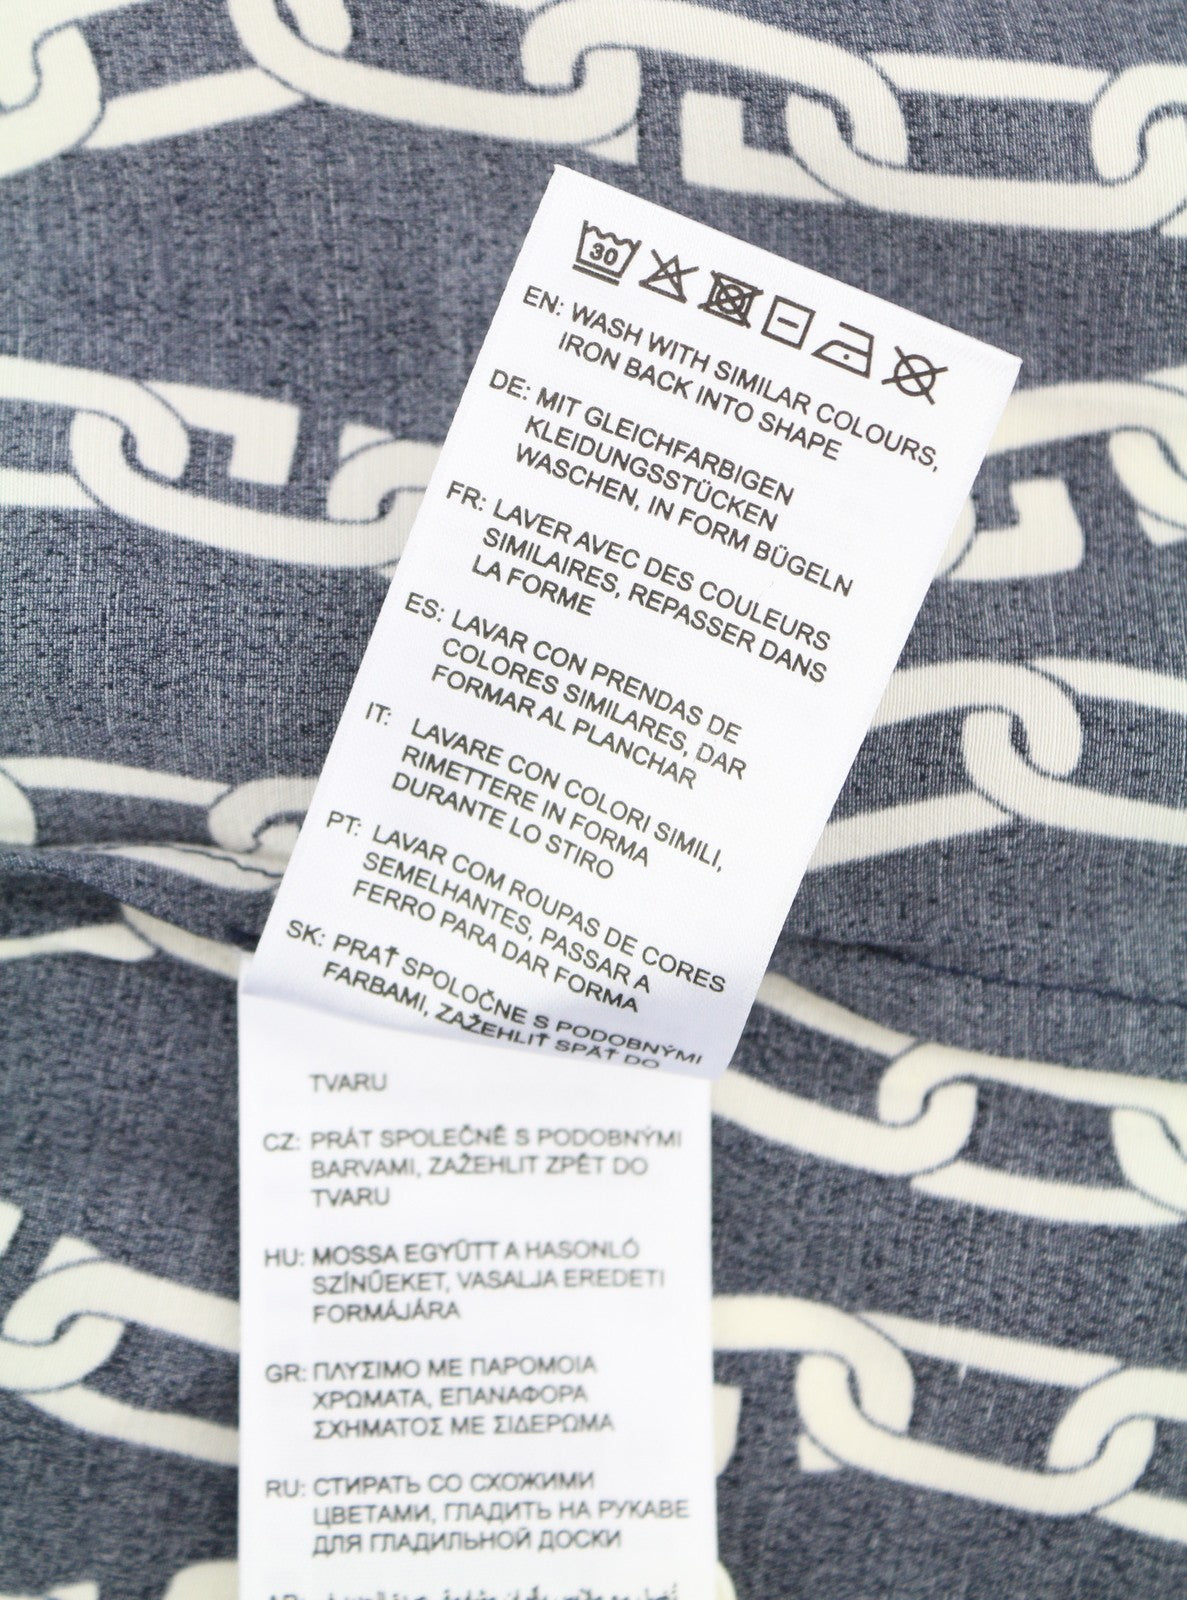 30
EN: WASH WITH SIMILAR COLOURS,
IRON BACK INTO SHAPE
DE: MIT GLEICHFARBIGEN
KLEIDUNGSSTÜCKEN
WASCHEN, IN FORM BÜGELN
FR: LAVER AVEC DES COULEURS
SIMILAIRES, REPASSER DANS
LA FORME
ES: LAVAR CON PRENDAS DE
COLORES SIMILARES, DAR
FORMAR AL PLANCHAR
IT: LAVARE CON COLORI SIMILI,
RIMETTERE IN FORMA
DURANTE LO STIRO
PT: LAVAR COM ROUPAS DE CORES
SEMELHANTES, PASSAR A
FERRO PARA DAR FORMA
SK: PRAŤ SPOLOČNE S PODOBNÝMI
FARBAMI, ZAŽEHLIŤ SPÄŤ DO
TVARU
CZ: PRÁT SPOLEČNĚ S PODOBNÝMI
BARVAMI, ZAŽEHLIT ZPĚT DO
TVARU
HU: MOSSA EGYÜTT A HASONLÓ
SZÍNŰEKET, VASALJA EREDETI
FORMÁJÁRA
GR: ΠΛΥΣΙΜΟ ΜΕ ΠΑΡΟΜΟΙΑ
ΧΡΩΜΑΤΑ, ΕΠΑΝΑΦΟΡΑ
ΣΧΗΜΑΤΟΣ ΜΕ ΣΙΔΕΡΩΜΑ
RU: СТИРАТЬ СО СХОЖИМИ
ЦВЕТАМИ, ГЛАДИТЬ НА РУКАВЕ
ДЛЯ ГЛАДИЛЬНОЙ ДОСКИ